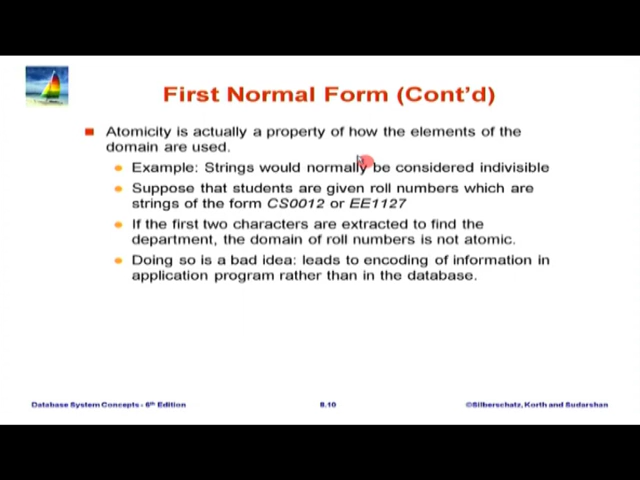 First Normal Form (Cont'd)
Atomicity is actually a property of how the elements of the
domain are used.
Example: Strings would normally be considered indivisible
Suppose that students are given roll numbers which are
strings of the form CS0012 or EE1127
If the first two characters are extracted to find the
department, the domain of roll numbers is not atomic.
Doing so is a bad idea: leads to encoding of information in
application program rather than in the database.
Database System Concepts - 6th Edition
8.10
©Silberschatz, Korth and Sudarshan